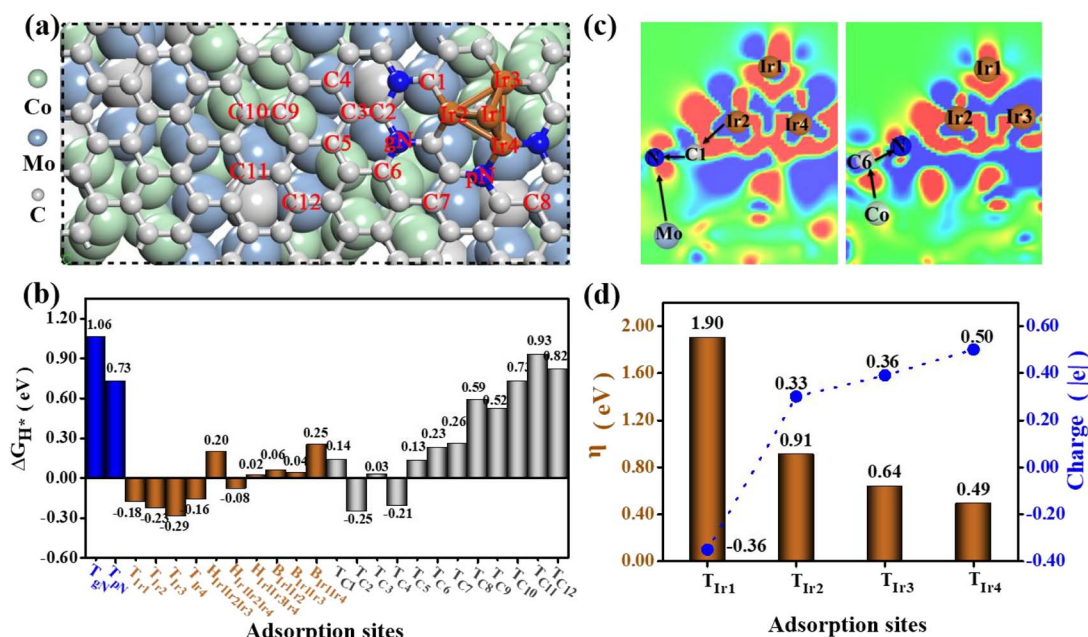 (a)
Co
Mo
C
C4
C1
Ir3
C10
C9
C3
C2
Ir2
Ir1
C5
gN
Ir4
C11
C6
pN
C12
C7
C8
(c)
Ir1
Ir2
Ir4
N
C1
Mo
Ir1
Ir2
Ir3
N
C6
Co
(b)
ΔG_H* ( eV )
1.20
0.90
0.60
0.30
0.00
-0.30
-0.60
1.06
0.73
-0.18
-0.23
-0.29
-0.16
0.20
-0.08
0.02
0.06
0.04
0.25
0.14
-0.25
0.03
-0.21
0.13
0.23
0.26
0.59
0.52
0.73
0.93
0.82
T_gN
T_pN
T_Ir1
T_Ir2
T_Ir3
T_Ir4
H_Ir1Ir2Ir3
H_Ir1Ir2Ir4
H_Ir1Ir3Ir4
B_Ir1Ir2
B_Ir1Ir3
B_Ir1Ir4
T_C1
T_C2
T_C3
T_C4
T_C5
T_C6
T_C7
T_C8
T_C9
T_C10
T_C11
T_C12
Adsorption sites
(d)
η (eV)
2.00
1.60
1.20
0.80
0.40
0.00
1.90
0.91
0.64
0.49
-0.36
0.33
0.36
0.50
0.60
0.40
0.20
0.00
-0.20
-0.40
Charge ( |e| )
T_Ir1
T_Ir2
T_Ir3
T_Ir4
Adsorption sites